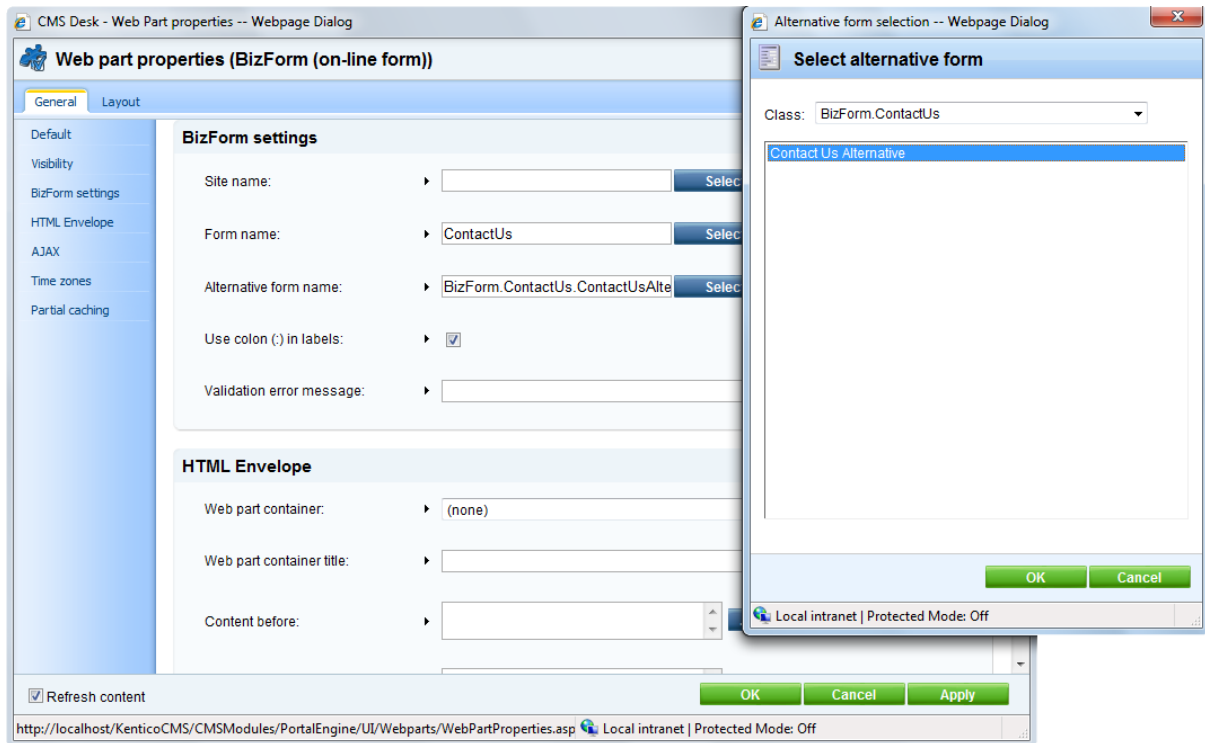 CMS Desk - Web Part properties -- Webpage Dialog
Web part properties (BizForm (on-line form))
General Layout
Default
Visibility
BizForm settings
HTML Envelope
AJAX
Time zones
Partial caching
BizForm settings
Site name:
Selec
Form name:
ContactUs
Selec
Alternative form name:
BizForm.ContactUs.ContactUsAlte
Selec
Use colon (:) in labels:
Validation error message:
HTML Envelope
Web part container:
(none)
Web part container title:
Content before:
Refresh content
OK Cancel Apply
http://localhost/KenticoCMS/CMSModules/PortalEngine/UI/Webparts/WebPartProperties.asp Local intranet | Protected Mode: Off
Alternative form selection -- Webpage Dialog
Select alternative form
Class: BizForm.ContactUs
Contact Us Alternative
OK Cancel
Local intranet | Protected Mode: Off